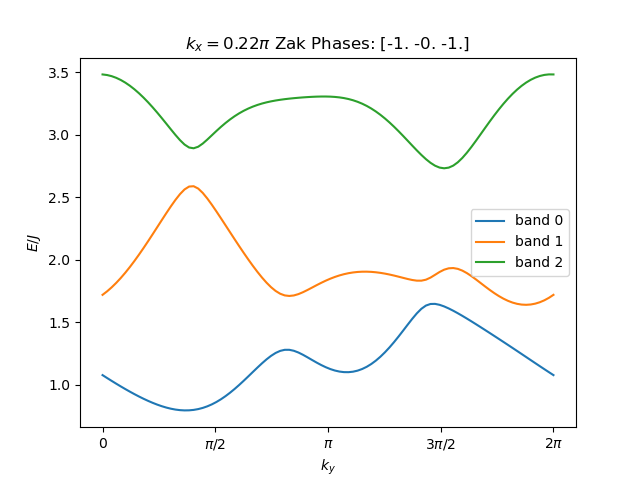 k_x = 0.22π Zak Phases: [-1. -0. -1.]
3.5
3.0
2.5
2.0
1.5
1.0
E/J
band 0
band 1
band 2
0 π/2 π 3π/2 2π
k_y